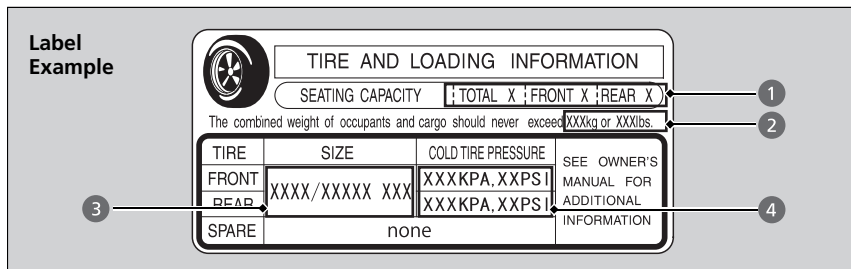 Label
Example
TIRE AND LOADING INFORMATION
SEATING CAPACITY TOTAL X FRONT X REAR X
1
The combined weight of occupants and cargo should never exceed XXXkg or XXXlbs.
2
TIRE SIZE COLD TIRE PRESSURE
SEE OWNER'S
MANUAL FOR
ADDITIONAL
INFORMATION
FRONT XXXX/XXXXX XXX XXXKPA,XXPSI
REAR XXXKPA,XXPSI
3
4
SPARE none